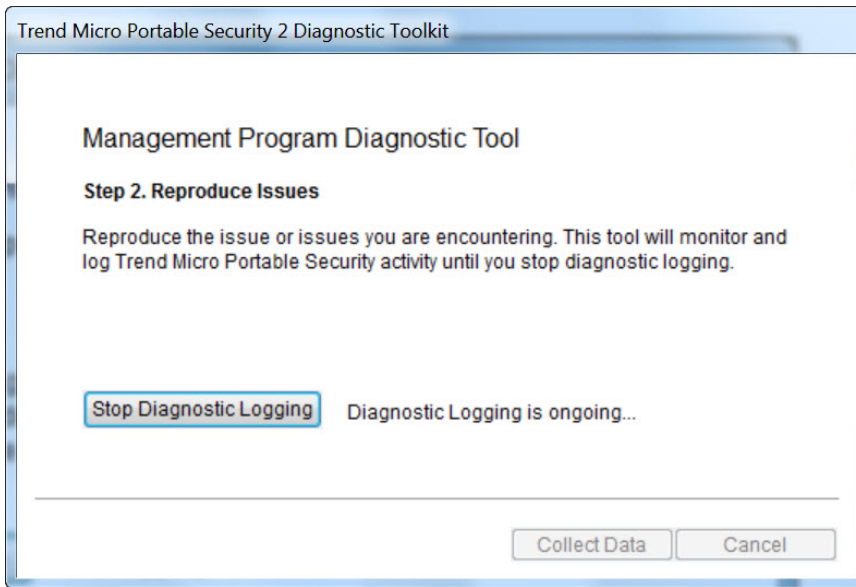 Trend Micro Portable Security 2 Diagnostic Toolkit
Management Program Diagnostic Tool
Step 2. Reproduce Issues
Reproduce the issue or issues you are encountering. This tool will monitor and
log Trend Micro Portable Security activity until you stop diagnostic logging.
Stop Diagnostic Logging Diagnostic Logging is ongoing...
Collect Data Cancel